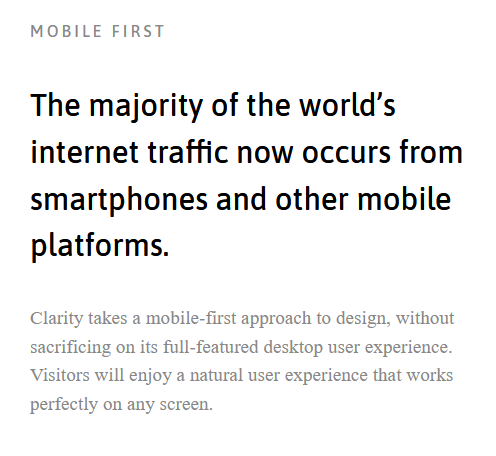 MOBILE FIRST
The majority of the world’s
internet traffic now occurs from
smartphones and other mobile
platforms.
Clarity takes a mobile-first approach to design, without
sacrificing on its full-featured desktop user experience.
Visitors will enjoy a natural user experience that works
perfectly on any screen.